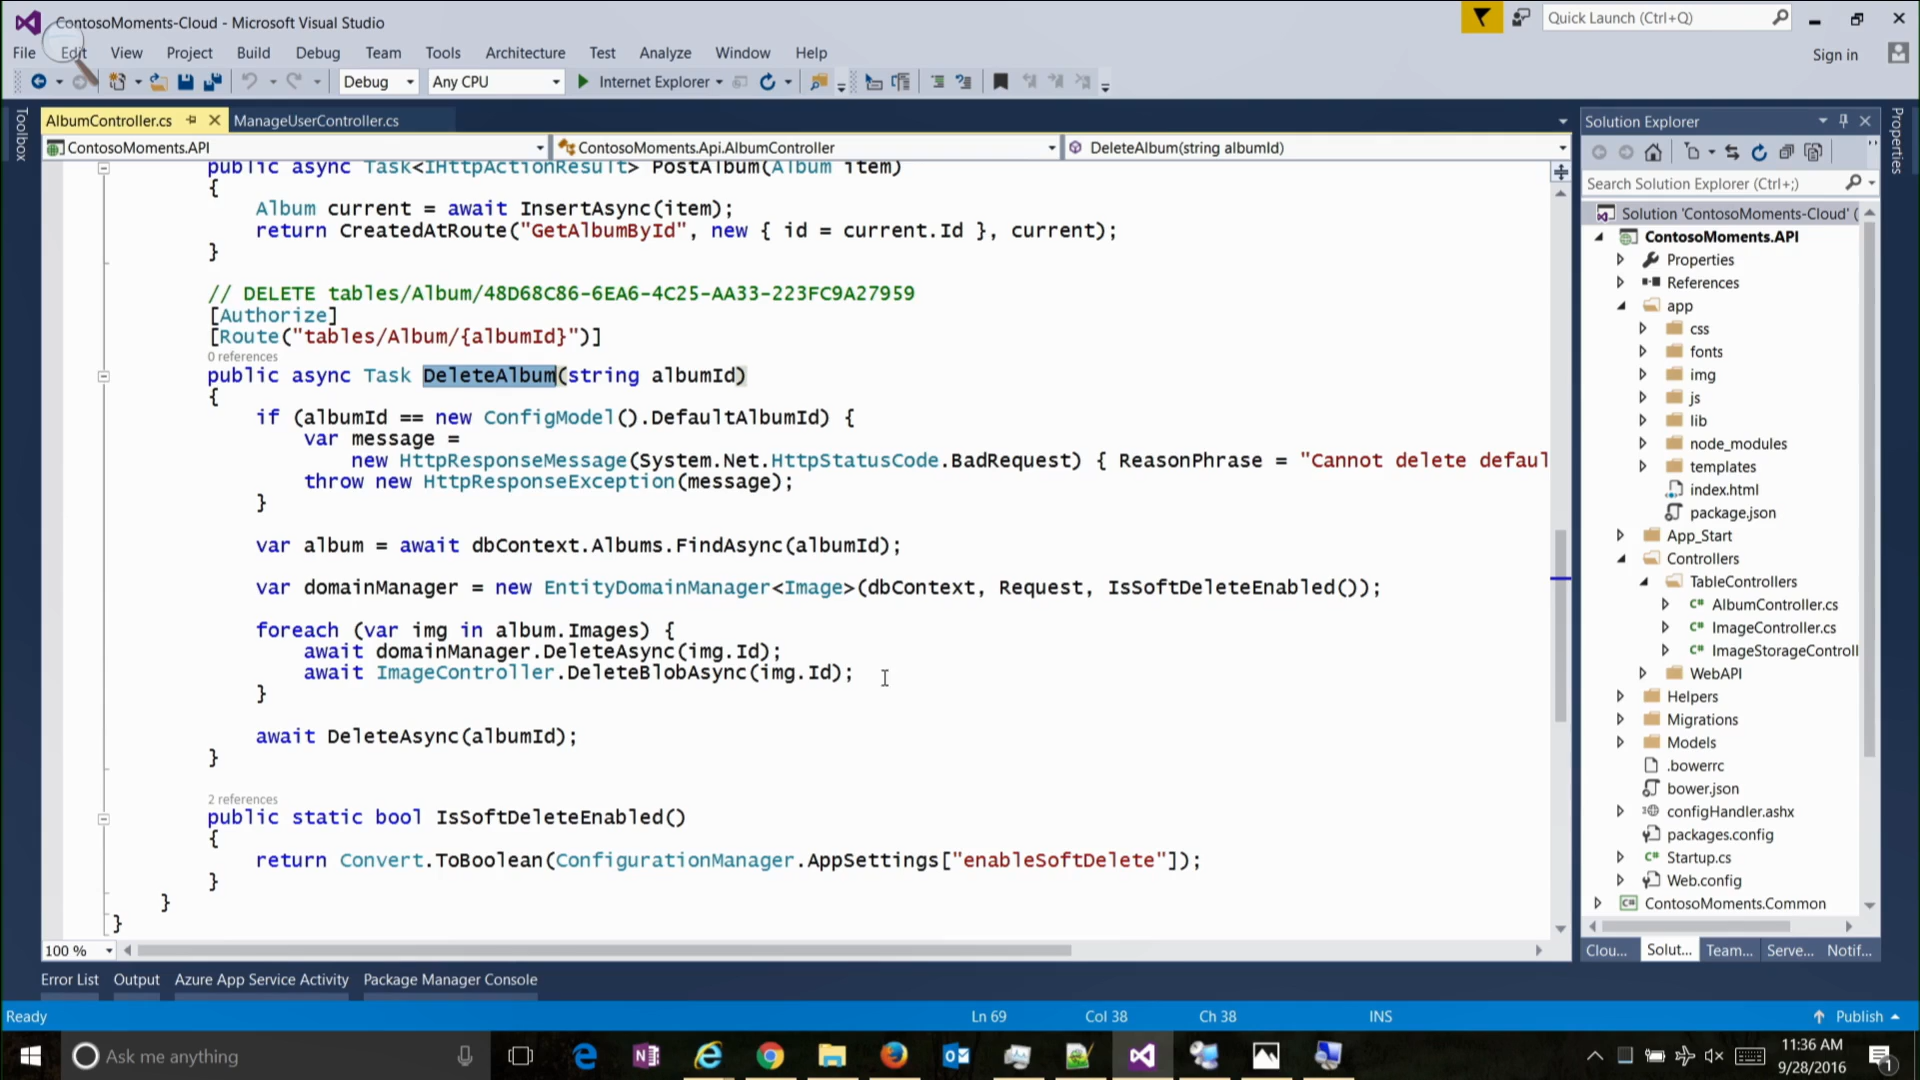 ContosoMoments-Cloud - Microsoft Visual Studio
Quick Launch (Ctrl+Q)
File Edit View Project Build Debug Team Tools Architecture Test Analyze Window Help
Sign in
Debug Any CPU Internet Explorer
Toolbox
AlbumController.cs ManageUserController.cs
ContosoMoments.API ContosoMoments.Api.AlbumController DeleteAlbum(string albumId)
public async Task<IHttpActionResult> PostAlbum(Album item)
{
Album current = await InsertAsync(item);
return CreatedAtRoute("GetAlbumById", new { id = current.Id }, current);
}
// DELETE tables/Album/48D68C86-6EA6-4C25-AA33-223FC9A27959
[Authorize]
[Route("tables/Album/{albumId}")]
0 references
public async Task DeleteAlbum(string albumId)
{
if (albumId == new ConfigModel().DefaultAlbumId) {
var message =
new HttpResponseMessage(System.Net.HttpStatusCode.BadRequest) { ReasonPhrase = "Cannot delete defaul
throw new HttpResponseException(message);
}
var album = await dbContext.Albums.FindAsync(albumId);
var domainManager = new EntityDomainManager<Image>(dbContext, Request, IsSoftDeleteEnabled());
foreach (var img in album.Images) {
await domainManager.DeleteAsync(img.Id);
await ImageController.DeleteBlobAsync(img.Id);
}
await DeleteAsync(albumId);
}
2 references
public static bool IsSoftDeleteEnabled()
{
return Convert.ToBoolean(ConfigurationManager.AppSettings["enableSoftDelete"]);
}
}
}
100 %
Solution Explorer
Search Solution Explorer (Ctrl+;)
Solution 'ContosoMoments-Cloud' (
ContosoMoments.API
Properties
References
app
css
fonts
img
js
lib
node_modules
templates
index.html
package.json
App_Start
Controllers
TableControllers
C# AlbumController.cs
C# ImageController.cs
C# ImageStorageControll
WebAPI
Helpers
Migrations
Models
.bowerrc
bower.json
configHandler.ashx
packages.config
C# Startup.cs
Web.config
C# ContosoMoments.Common
Clou... Solut... Team... Serve... Notif...
Properties
Error List Output Azure App Service Activity Package Manager Console
Ready Ln 69 Col 38 Ch 38 INS Publish
Ask me anything
11:36 AM
9/28/2016
1